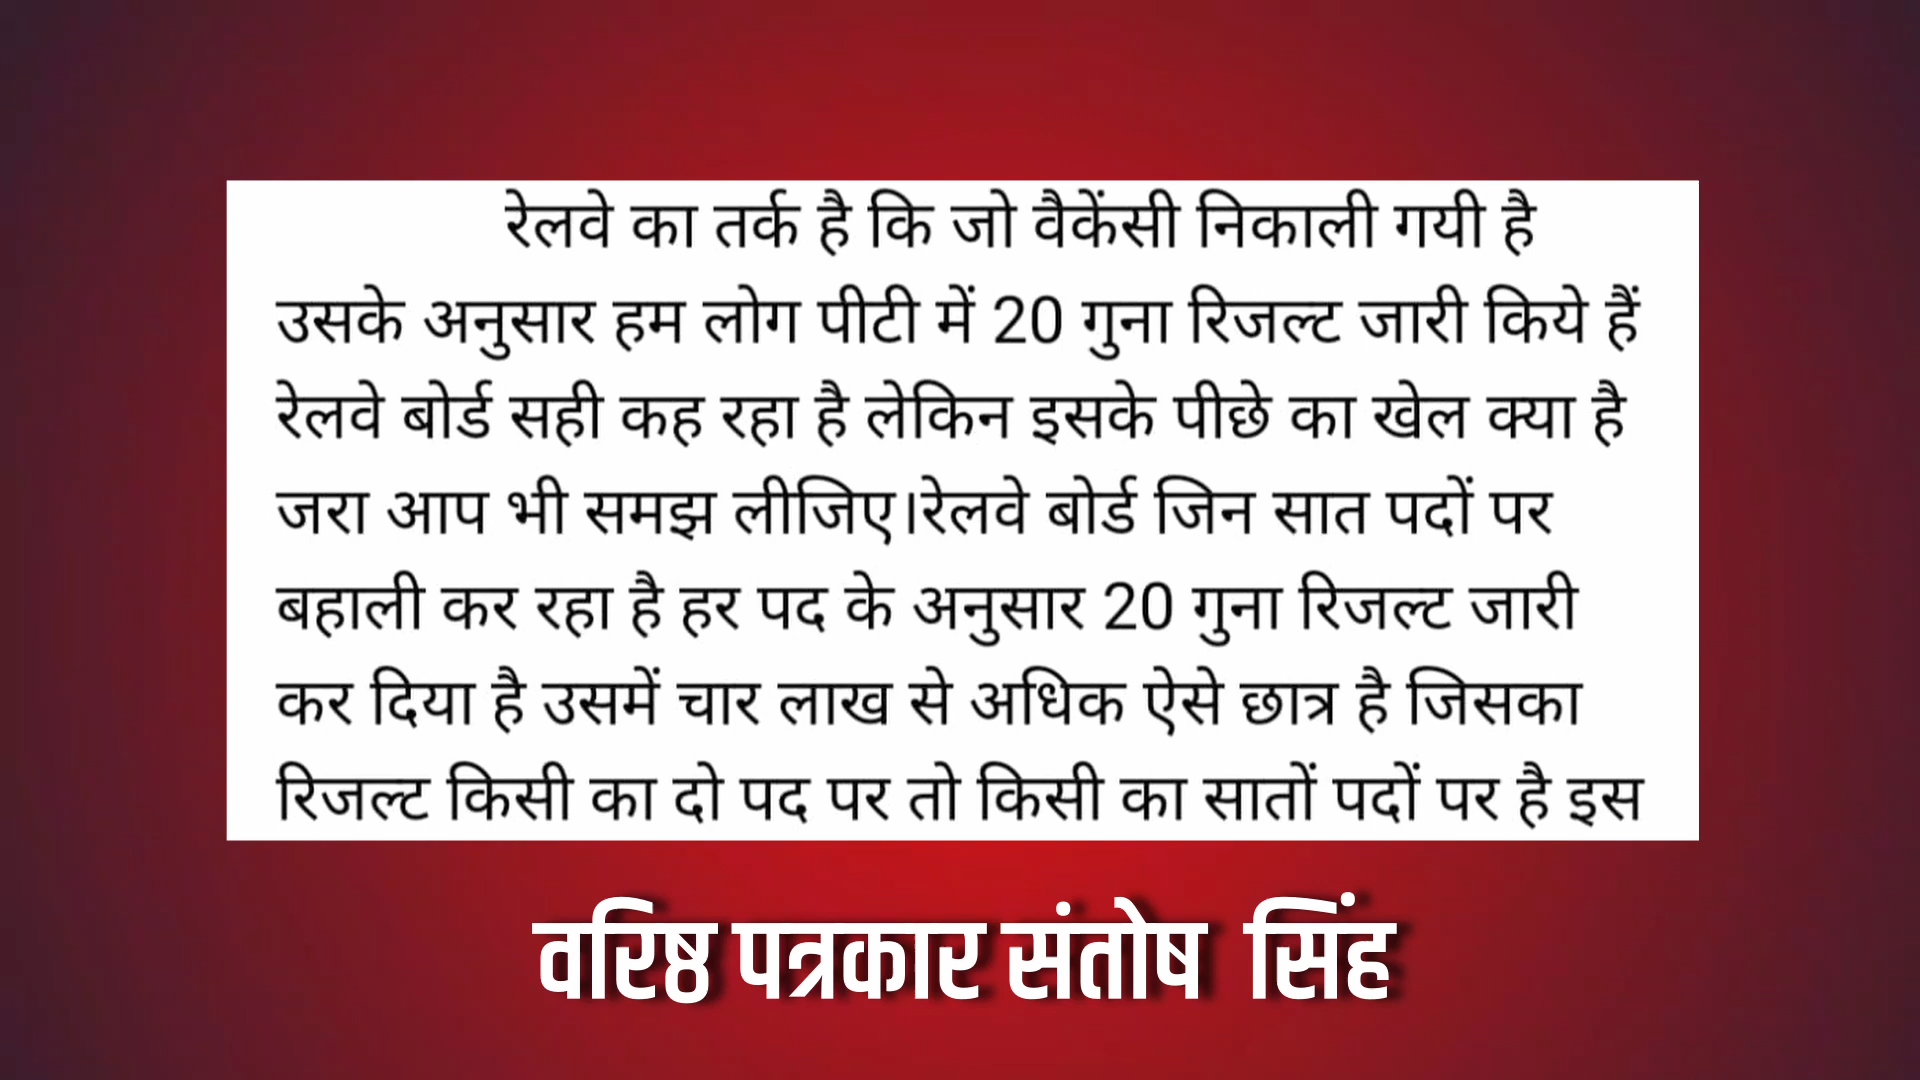 रेलवे का तर्क है कि जो वैकेंसी निकाली गयी है
उसके अनुसार हम लोग पीटी में 20 गुना रिजल्ट जारी किये हैं
रेलवे बोर्ड सही कह रहा है लेकिन इसके पीछे का खेल क्या है
जरा आप भी समझ लीजिए।रेलवे बोर्ड जिन सात पदों पर
बहाली कर रहा है हर पद के अनुसार 20 गुना रिजल्ट जारी
कर दिया है उसमें चार लाख से अधिक ऐसे छात्र है जिसका
रिजल्ट किसी का दो पद पर तो किसी का सातों पदों पर है इस
वरिष्ठ पत्रकार संतोष सिंह